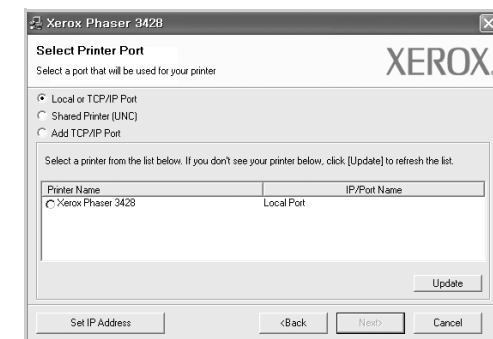 Xerox Phaser 3428
Select Printer Port
Select a port that will be used for your printer
XEROX.
Local or TCP/IP Port
Shared Printer (UNC)
Add TCP/IP Port
Select a printer from the list below. If you don't see your printer below, click [Update] to refresh the list.
Printer Name IP/Port Name
Xerox Phaser 3428 Local Port
Update
Set IP Address <Back Next> Cancel